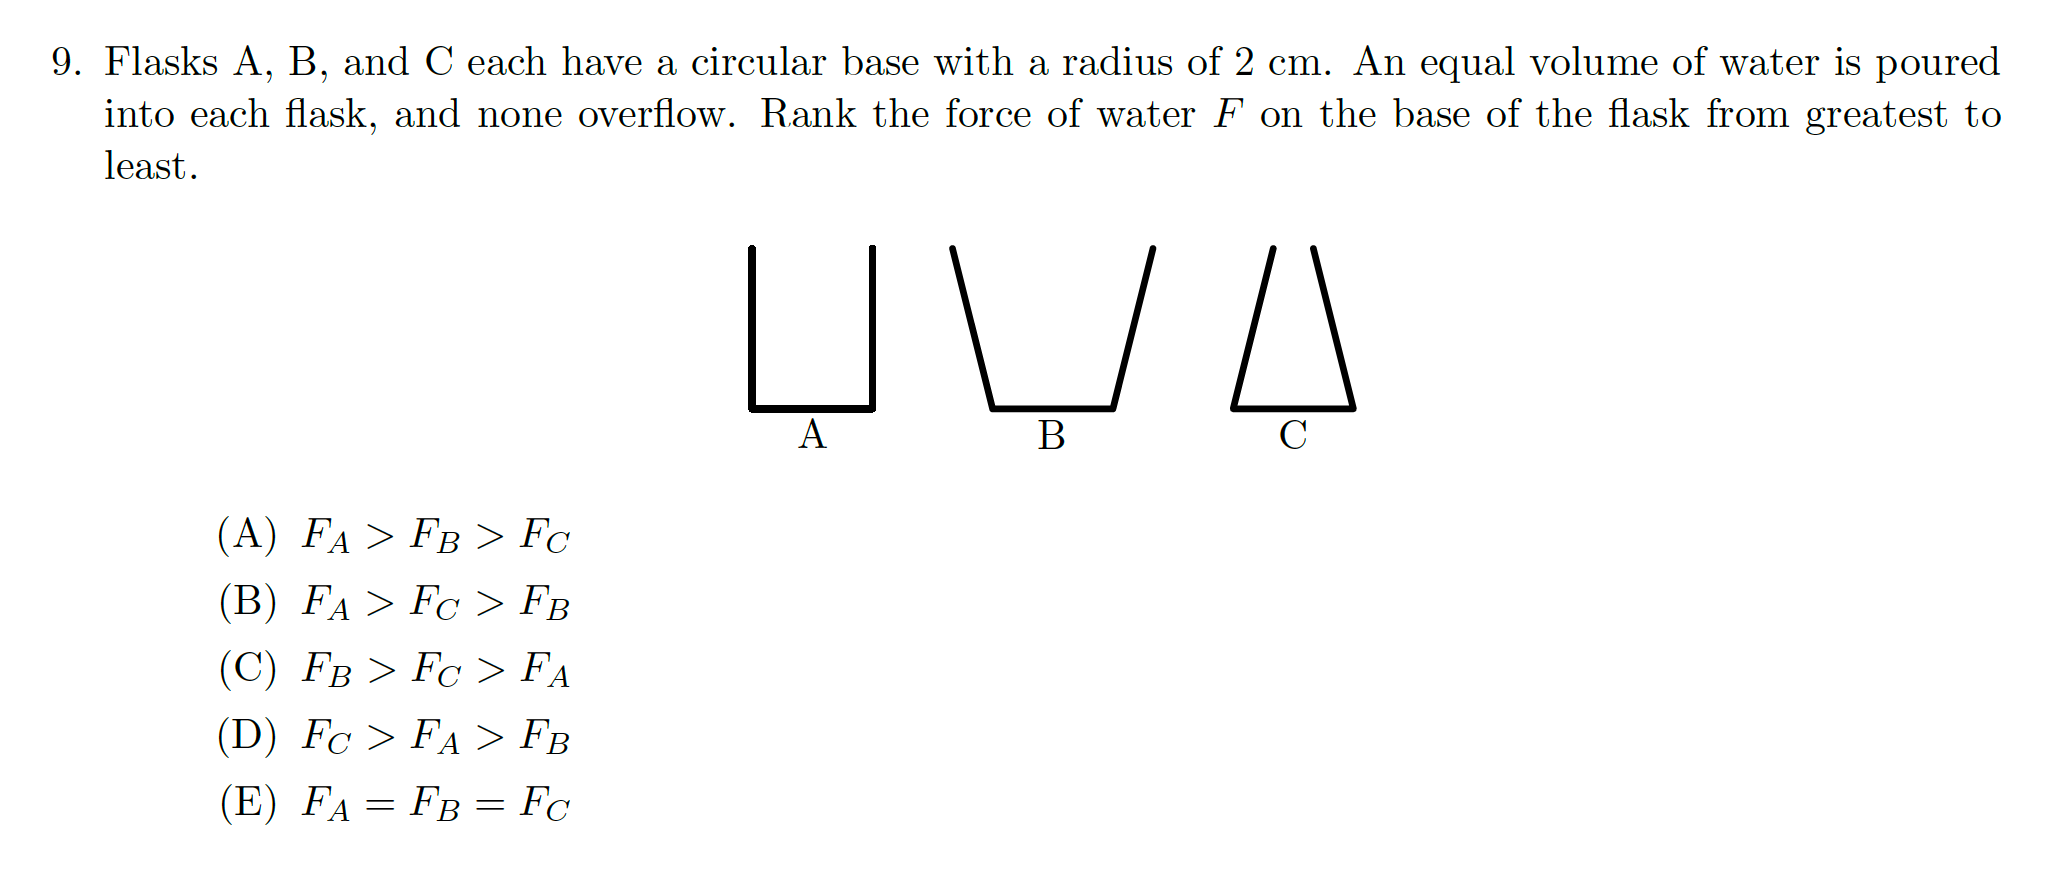 9. Flasks A, B, and C each have a circular base with a radius of 2 cm. An equal volume of water is poured
into each flask, and none overflow. Rank the force of water F on the base of the flask from greatest to
least.
A B C
(A) F_A > F_B > F_C
(B) F_A > F_C > F_B
(C) F_B > F_C > F_A
(D) F_C > F_A > F_B
(E) F_A = F_B = F_C